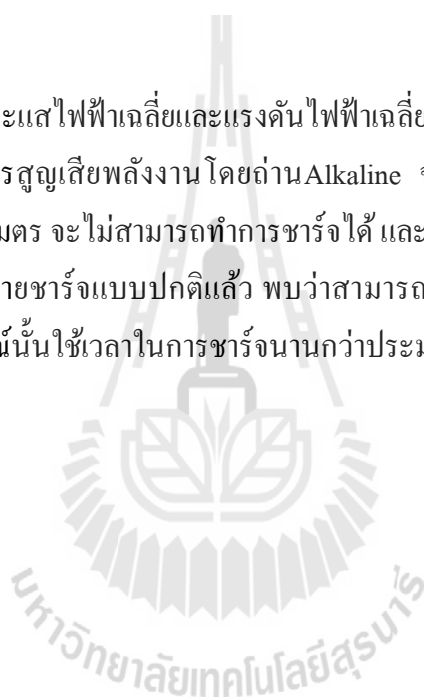 ะแสไฟฟ้าเฉลี่ยและแรงดันไฟฟ้าเฉลี่ย
รสูญเสียพลังงาน โดยถ่านAlkaline จ
มตร จะไม่สามารถทำการชาร์จได้ และ
ายชาร์จแบบปกติแล้ว พบว่าสามารถ
ณ์นั้นใช้เวลาในการชาร์จนานกว่าประม
มหาวิทยาลัยเทคโนโลยีสุรนารี